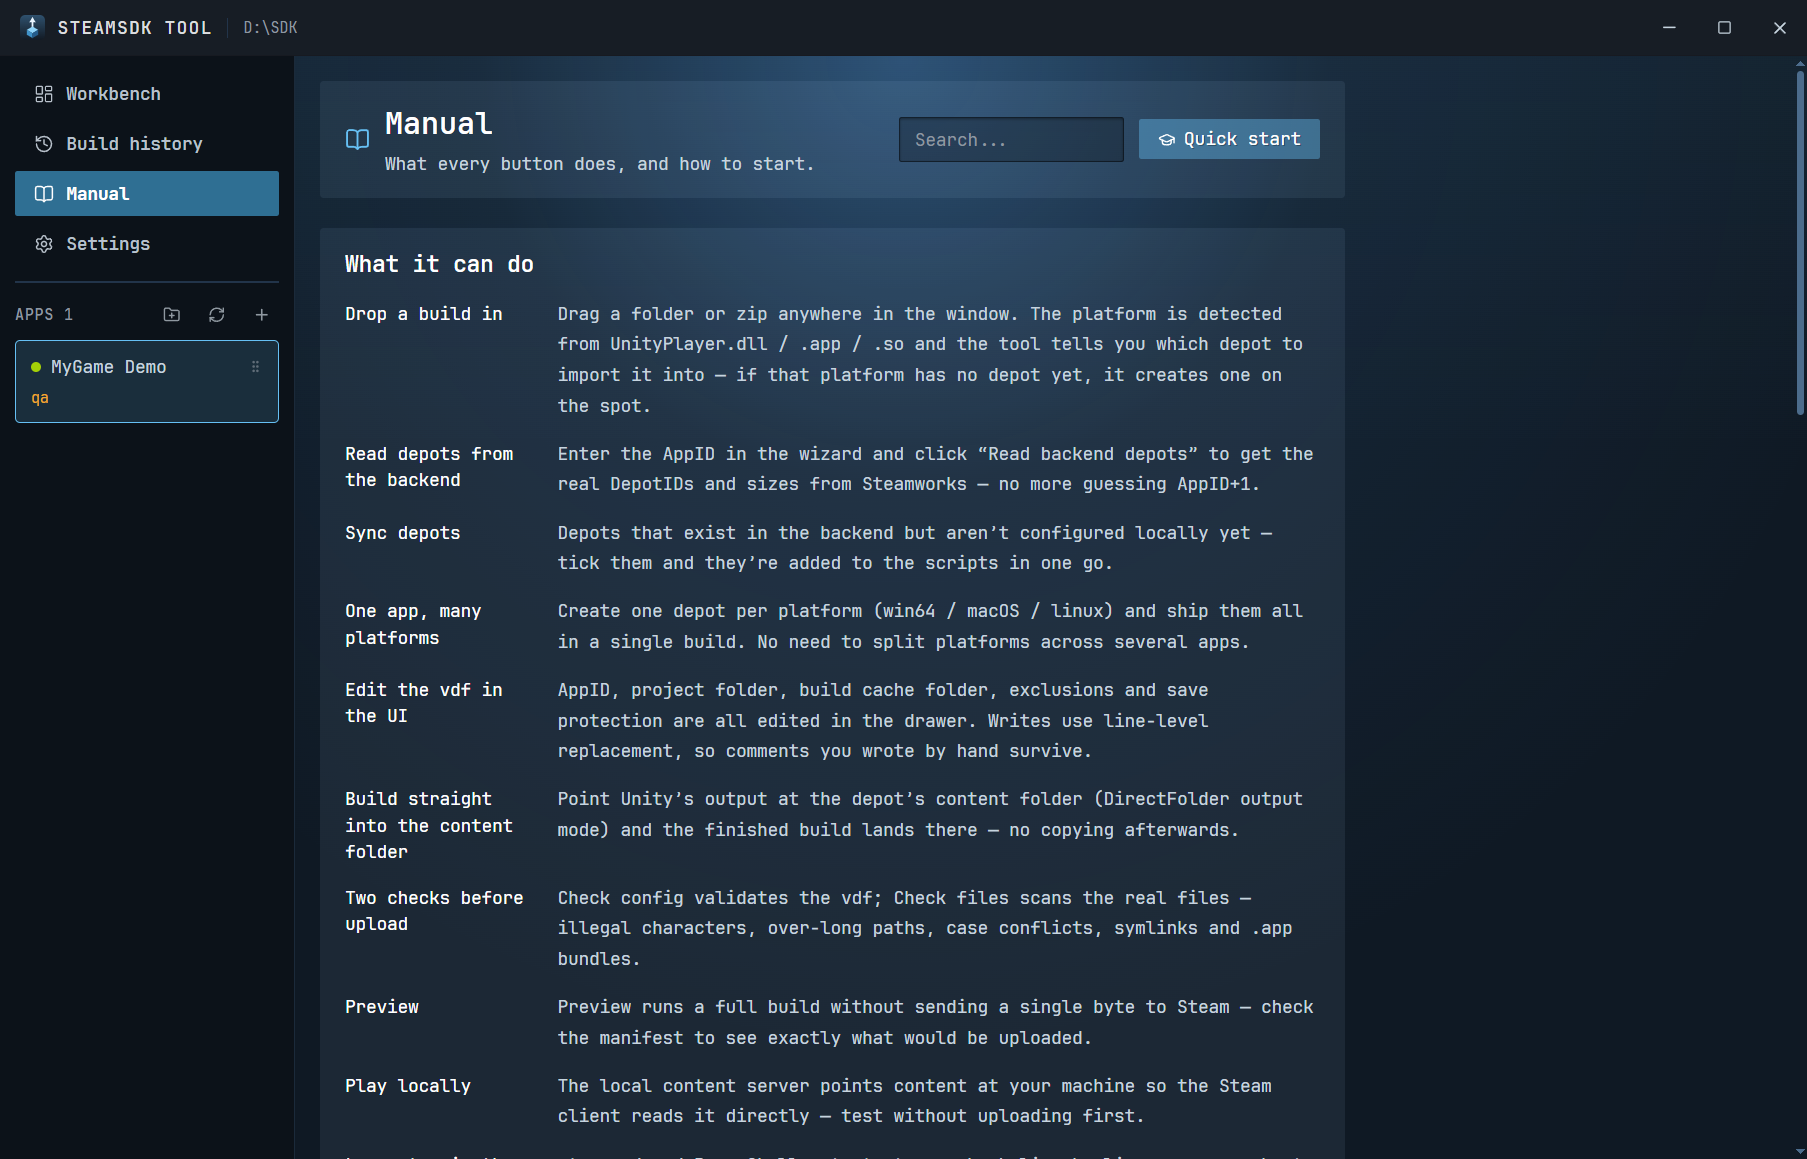 STEAMSDK TOOL
D:\SDK
Workbench
Build history
Manual
Settings
APPS 1
MyGame Demo
qa
Manual
What every button does, and how to start.
Search...
Quick start
What it can do
Drop a build in
Drag a folder or zip anywhere in the window. The platform is detected
from UnityPlayer.dll / .app / .so and the tool tells you which depot to
import it into — if that platform has no depot yet, it creates one on
the spot.
Read depots from
the backend
Enter the AppID in the wizard and click “Read backend depots” to get the
real DepotIDs and sizes from Steamworks — no more guessing AppID+1.
Sync depots
Depots that exist in the backend but aren’t configured locally yet —
tick them and they’re added to the scripts in one go.
One app, many
platforms
Create one depot per platform (win64 / macOS / linux) and ship them all
in a single build. No need to split platforms across several apps.
Edit the vdf in
the UI
AppID, project folder, build cache folder, exclusions and save
protection are all edited in the drawer. Writes use line-level
replacement, so comments you wrote by hand survive.
Build straight
into the content
folder
Point Unity’s output at the depot’s content folder (DirectFolder output
mode) and the finished build lands there — no copying afterwards.
Two checks before
upload
Check config validates the vdf; Check files scans the real files —
illegal characters, over-long paths, case conflicts, symlinks and .app
bundles.
Preview
Preview runs a full build without sending a single byte to Steam — check
the manifest to see exactly what would be uploaded.
Play locally
The local content server points content at your machine so the Steam
client reads it directly — test without uploading first.